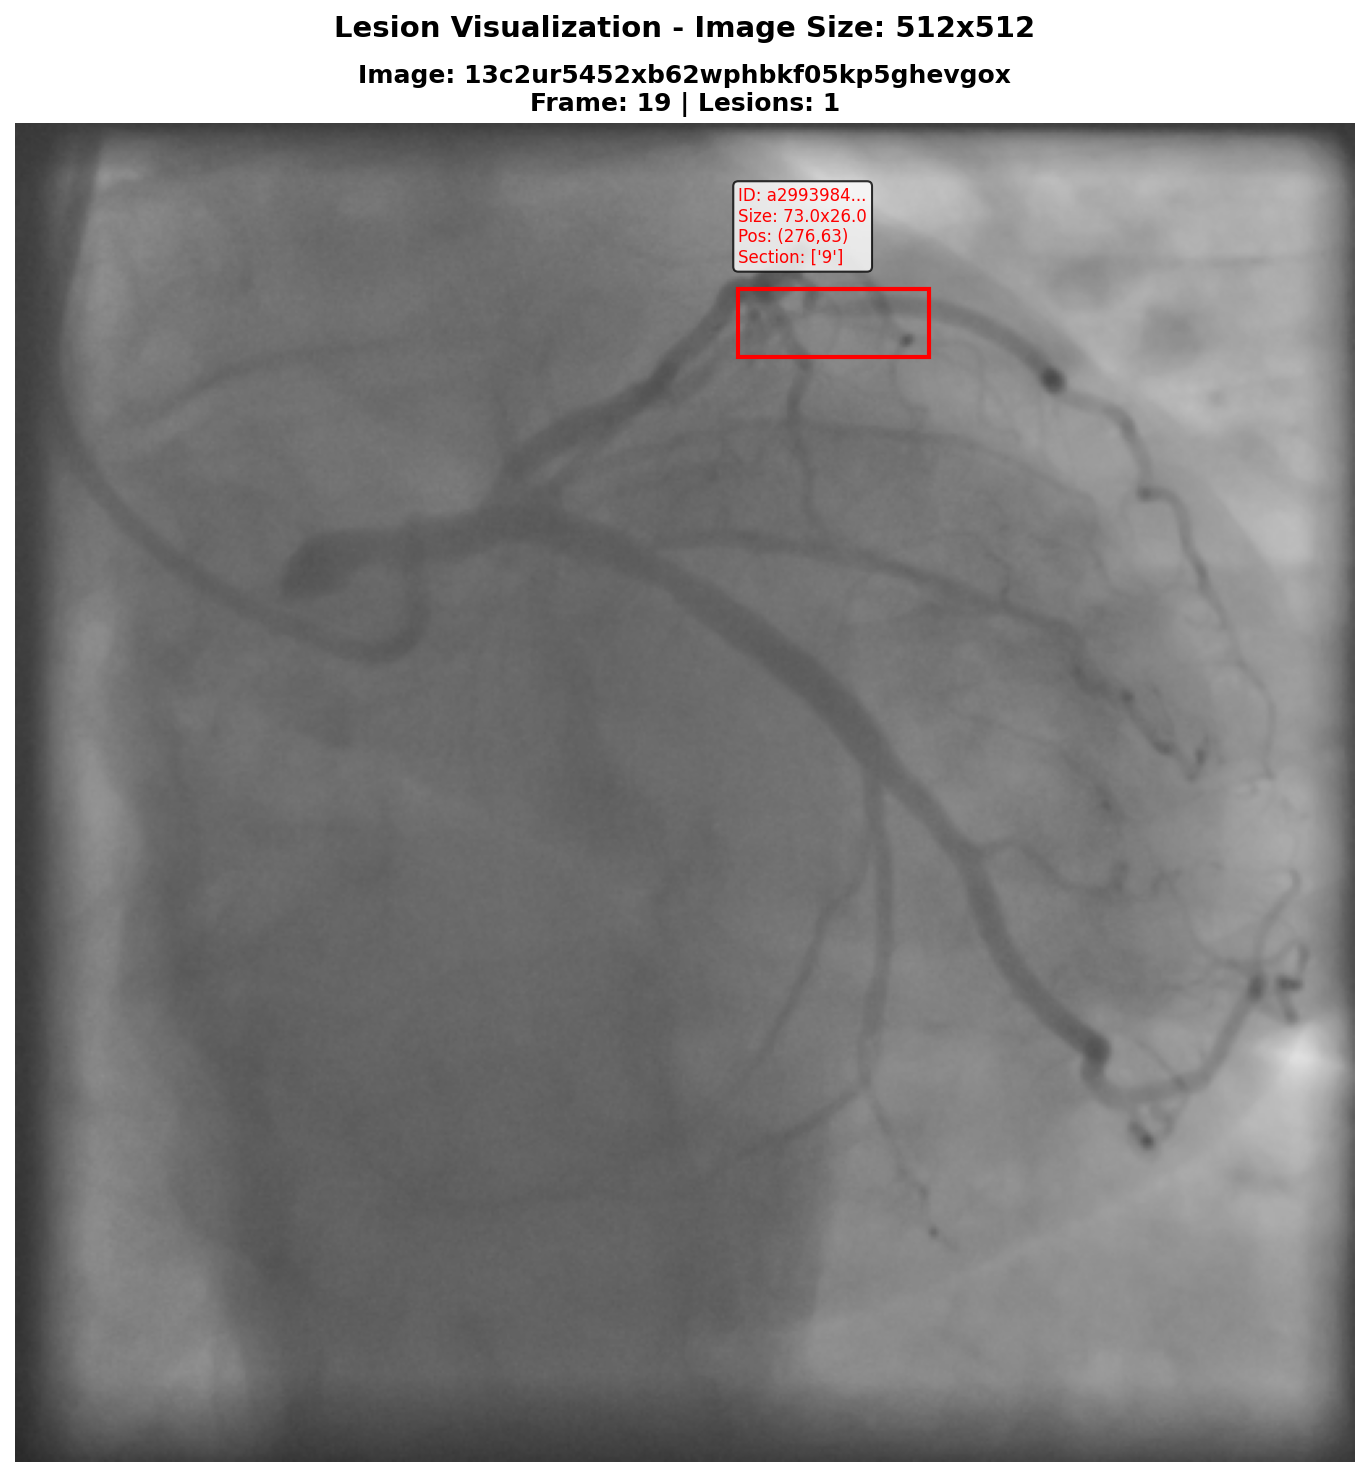 Lesion Visualization - Image Size: 512x512
Image: 13c2ur5452xb62wphbkf05kp5ghevgox
Frame: 19 | Lesions: 1
ID: a2993984...
Size: 73.0x26.0
Pos: (276,63)
Section: ['9']